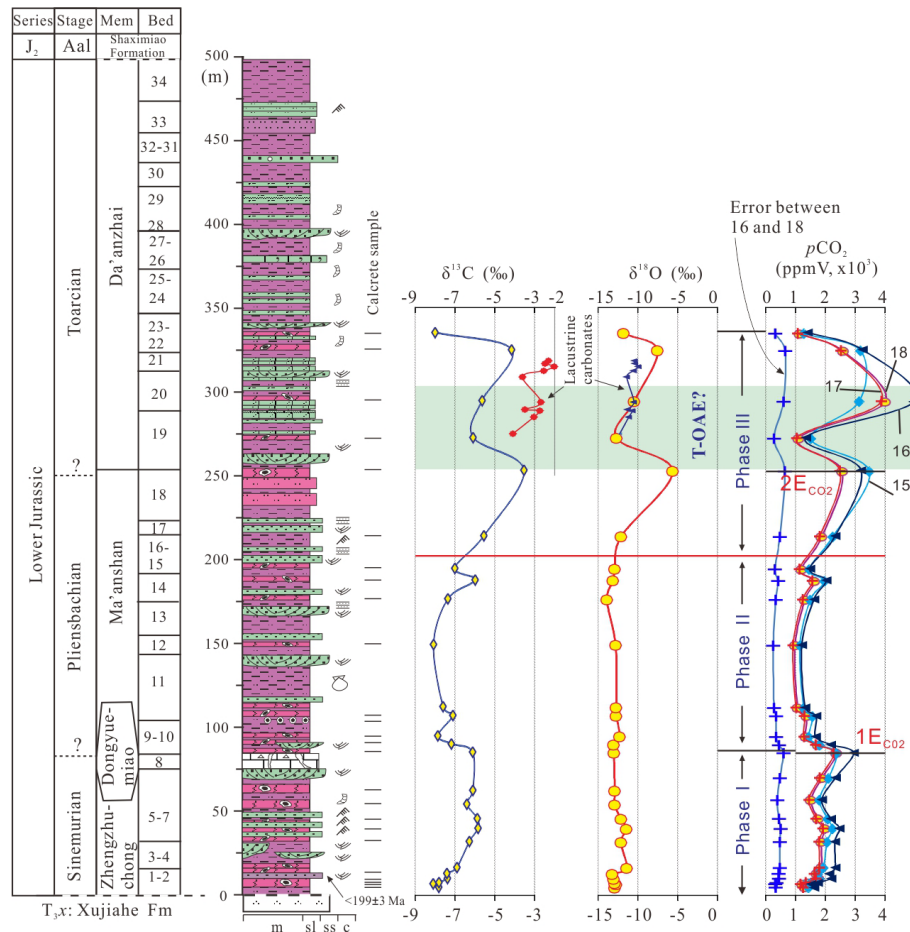 Series Stage Mem Bed
J₂ Aal Shaximiao Formation
Lower Jurassic
Toarcian
Pliensbachian
Sinemurian
?
?
Da'anzhai
Ma'anshan
Dongyue-
miao
Zhengzhu-
chong
34
33
32-31
30
29
28
27-
26
25-
24
23-
22
21
20
19
18
17
16-
15
14
13
12
11
9-10
8
5-7
3-4
1-2
T₃x: Xujiahe Fm
500
(m)
450
400
350
300
250
200
150
100
50
0
m sl ss c
<199±3 Ma
Calcrete sample
δ¹³C (‰)
-9 -7 -5 -3 -2
Lacustrine
carbonates
-9 -7 -5 -3
δ¹⁸O (‰)
-15 -10 -5 0
-15 -10 -5 0
T-OAE?
Error between
16 and 18
pCO₂
(ppmV, x10³)
0 1 2 3 4
18
17
16
15
Phase III
2E CO2
Phase II
1E CO2
Phase I
0 1 2 3 4